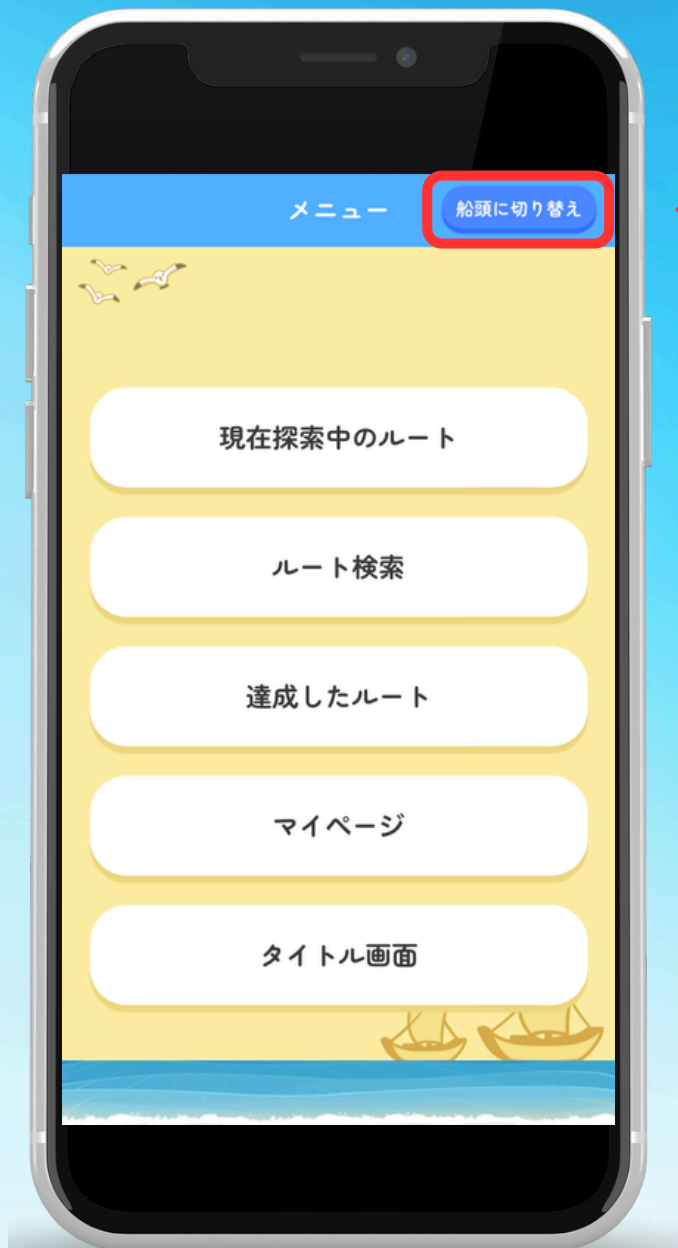 メニュー
船頭に切り替え
現在探索中のルート
ルート検索
達成したルート
マイページ
タイトル画面